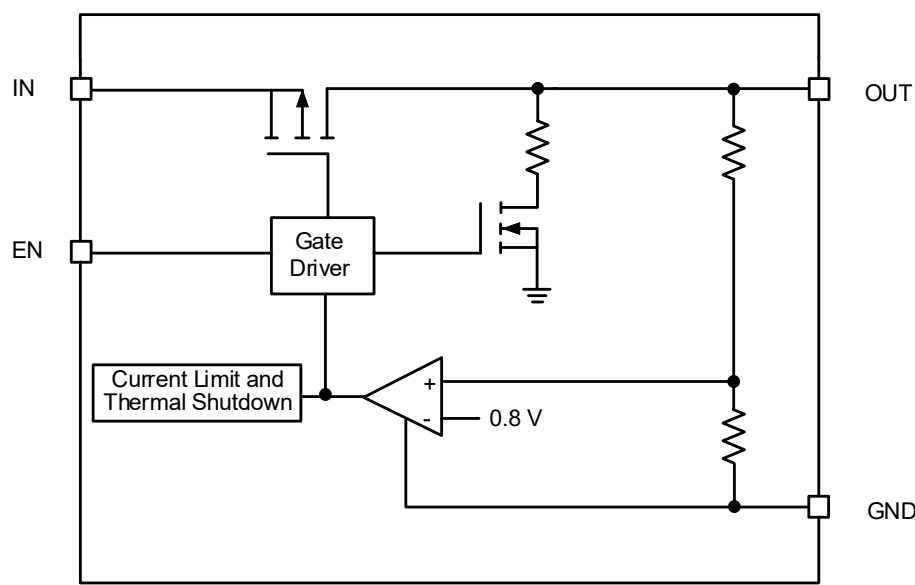 IN
OUT
EN
Gate
Driver
Current Limit and
Thermal Shutdown
+
-
0.8 V
GND